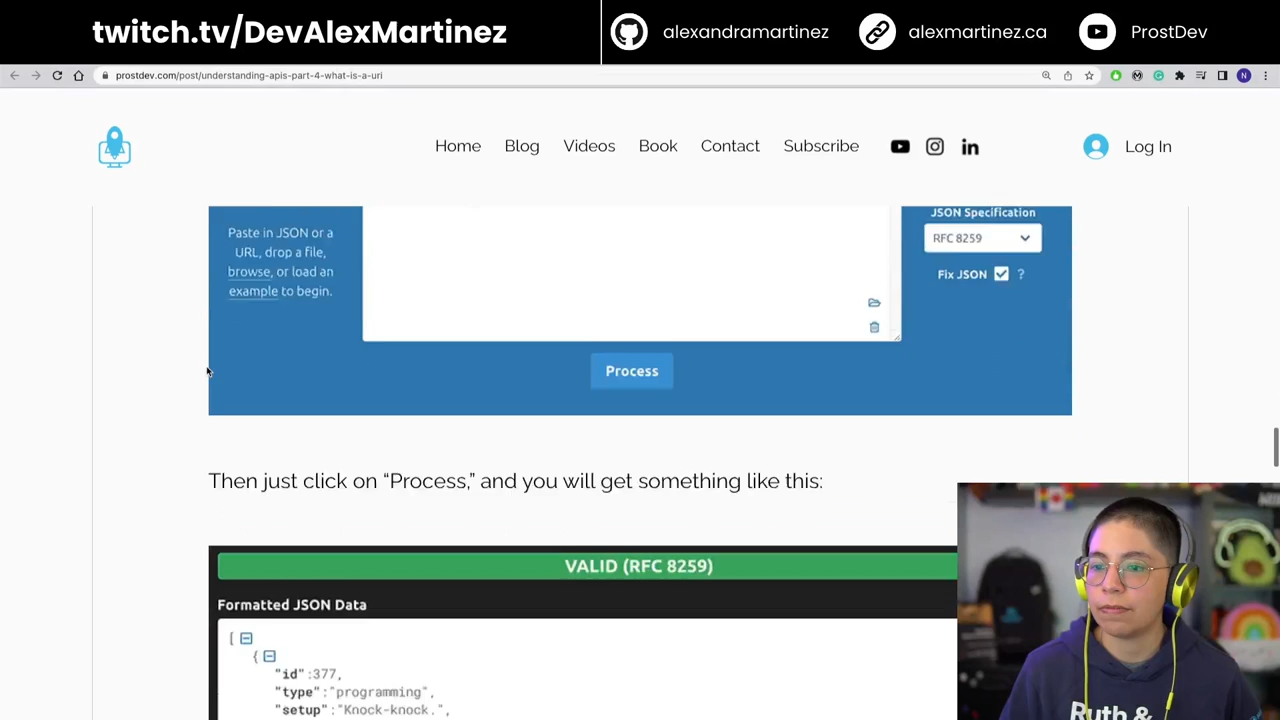 twitch.tv/DevAlexMartinez
alexandramartinez
alexmartinez.ca
ProstDev
prostdev.com/post/understanding-apis-part-4-what-is-a-uri
N
Home Blog Videos Book Contact Subscribe
Log In
Paste in JSON or a
URL, drop a file,
browse, or load an
example to begin.
JSON Specification
RFC 8259
Fix JSON ?
Process
Then just click on “Process,” and you will get something like this:
VALID (RFC 8259)
Formatted JSON Data
[
{
"id":377,
"type":"programming",
"setup":"Knock-knock.",
Ruth &